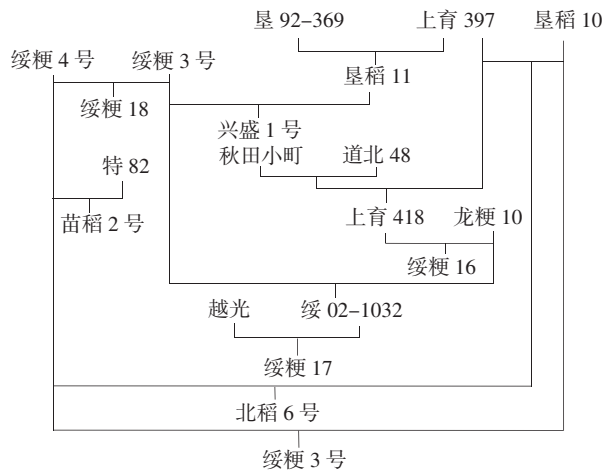 垦 92-369
上育 397
垦稻 10
绥粳 4 号
绥粳 3 号
垦稻 11
绥粳 18
兴盛 1 号
秋田小町
道北 48
特 82
苗稻 2 号
上育 418
龙粳 10
绥粳 16
越光
绥 02-1032
绥粳 17
北稻 6 号
绥粳 3 号